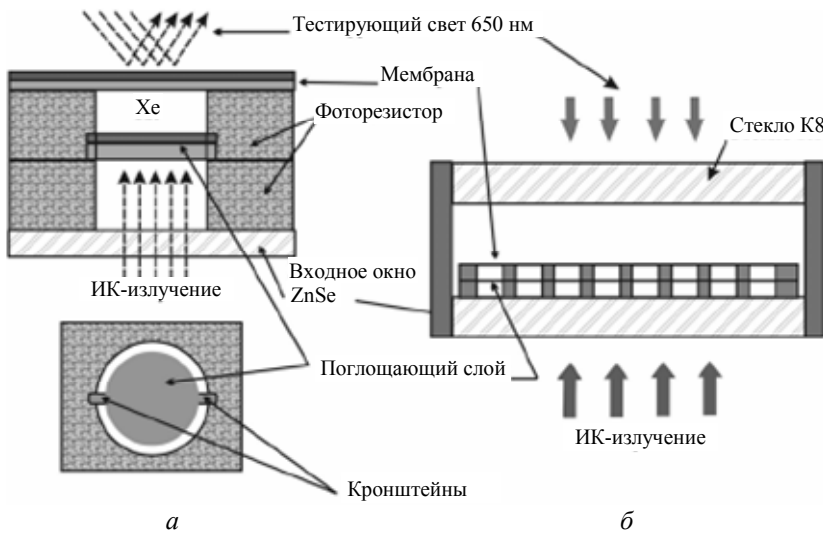 Тестирующий свет 650 нм
Мембрана
Xe
Фоторезистор
Стекло К8
Входное окно
ZnSe
ИК-излучение
Поглощающий слой
ИК-излучение
Кронштейны
а
б